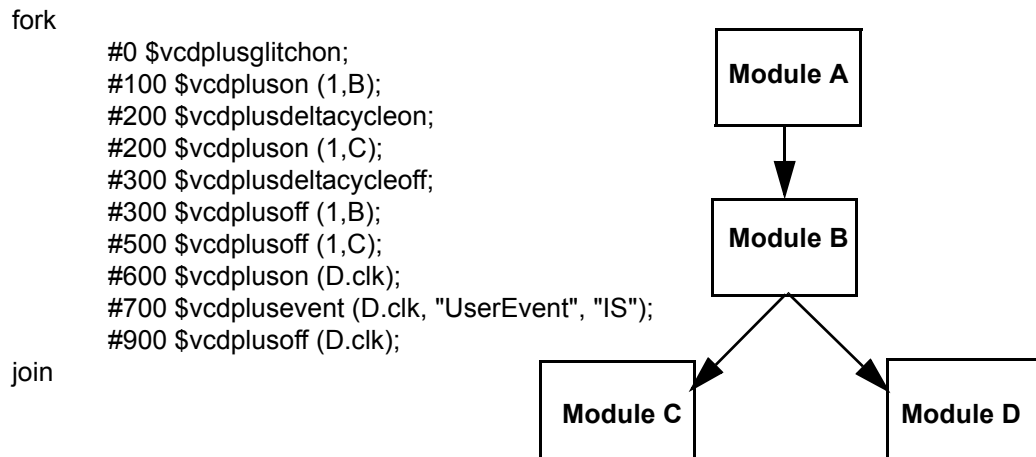 fork
#0 $vcdplusglitchon;
#100 $vcdpluson (1,B);
#200 $vcdplusdeltacycleon;
#200 $vcdpluson (1,C);
#300 $vcdplusdeltacycleoff;
#300 $vcdplusoff (1,B);
#500 $vcdplusoff (1,C);
#600 $vcdpluson (D.clk);
#700 $vcdplusevent (D.clk, "UserEvent", "IS");
#900 $vcdplusoff (D.clk);
join
Module A
Module B
Module C
Module D